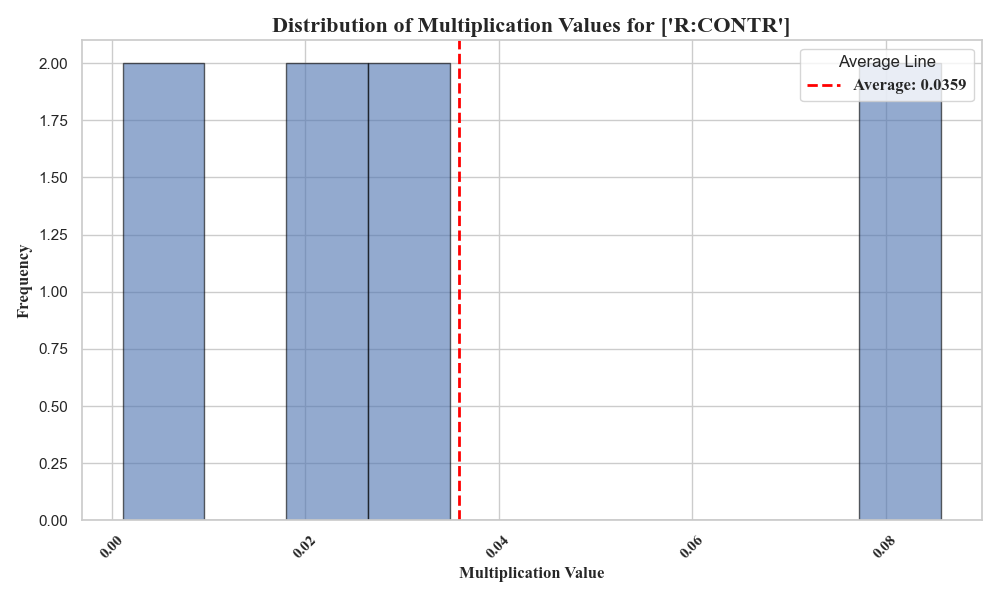 Distribution of Multiplication Values for ['R:CONTR']
Average Line
Average: 0.0359
2.00
1.75
1.50
1.25
1.00
0.75
0.50
0.25
0.00
Frequency
0.00
0.02
0.04
0.06
0.08
Multiplication Value